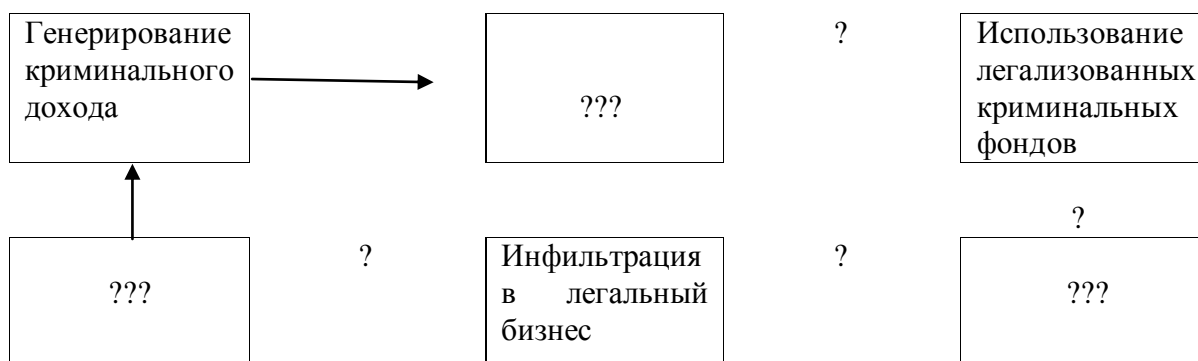 Генерирование
криминального
дохода
???
?
Использование
легализованных
криминальных
фондов
?
???
?
Инфильтрация
в легальный
бизнес
?
???